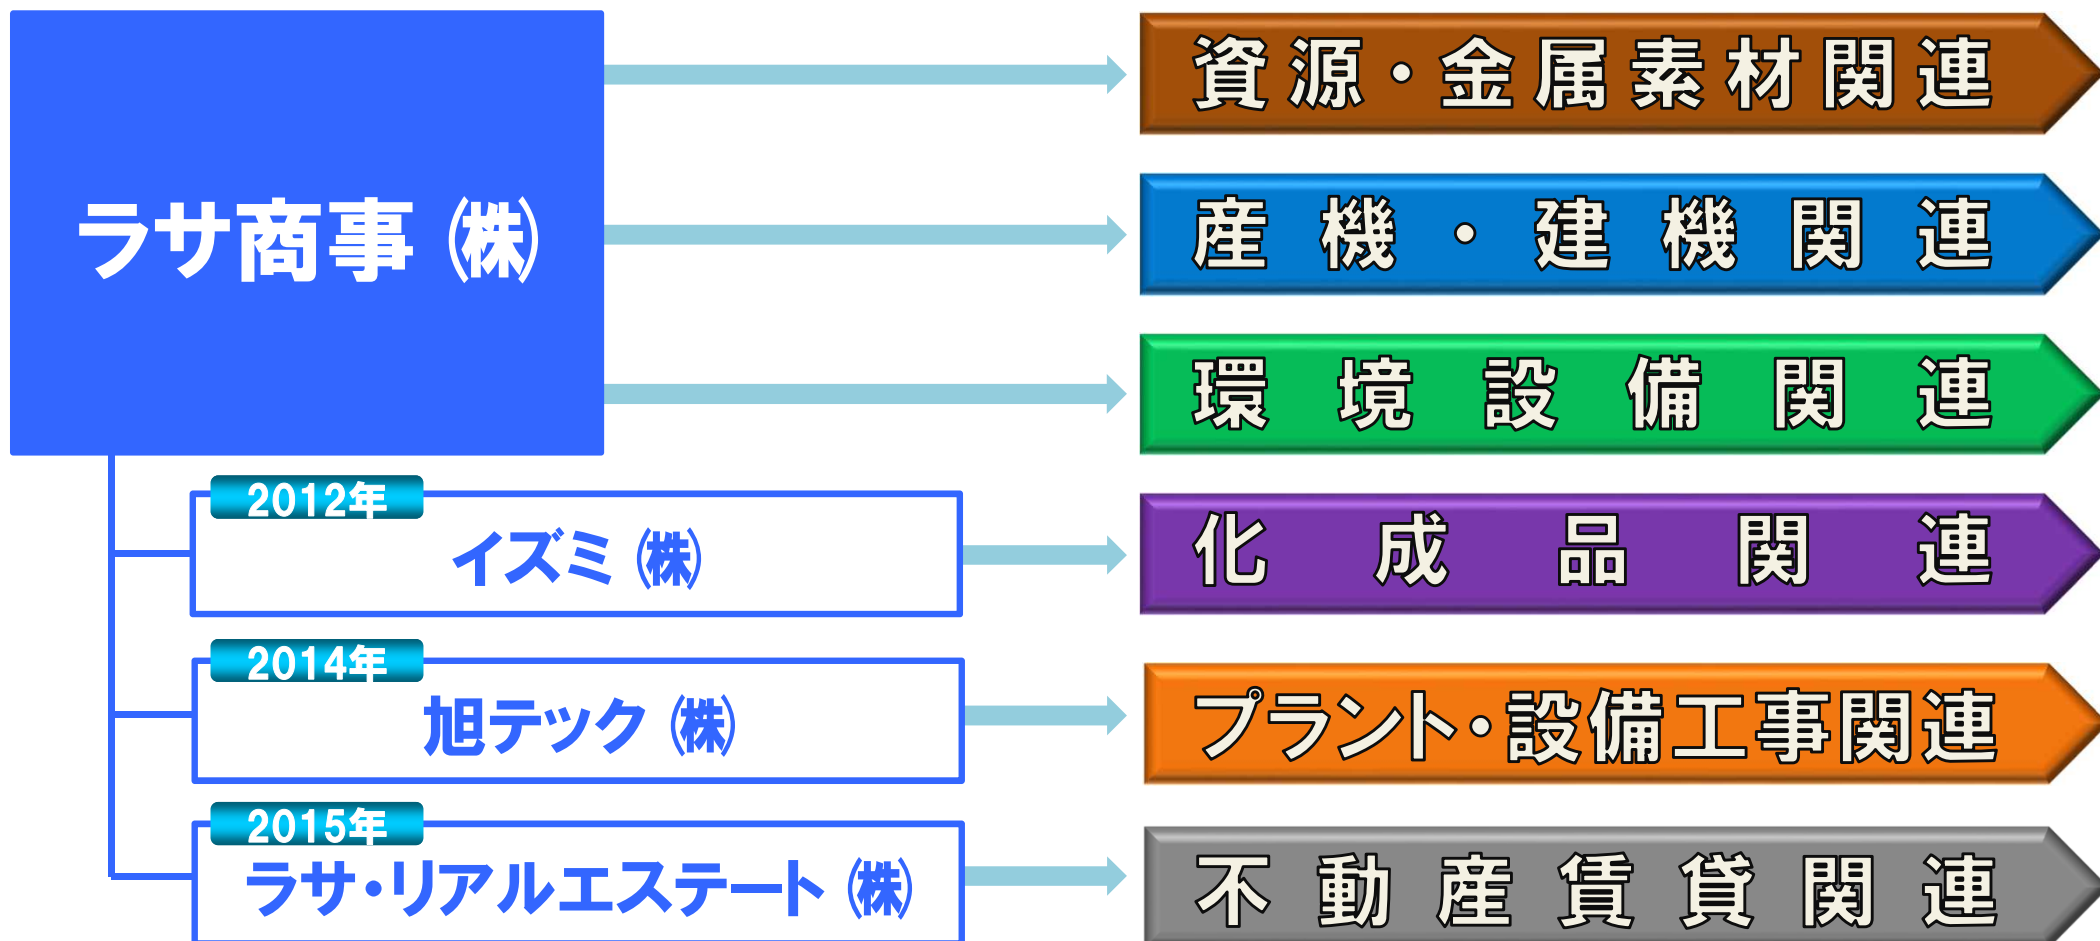 ラサ商事 ㈱
資源・金属素材関連
産機・建機関連
環境設備関連
2012年
イズミ ㈱
化成品関連
2014年
旭テック ㈱
プラント・設備工事関連
2015年
ラサ・リアルエステート ㈱
不動産賃貸関連